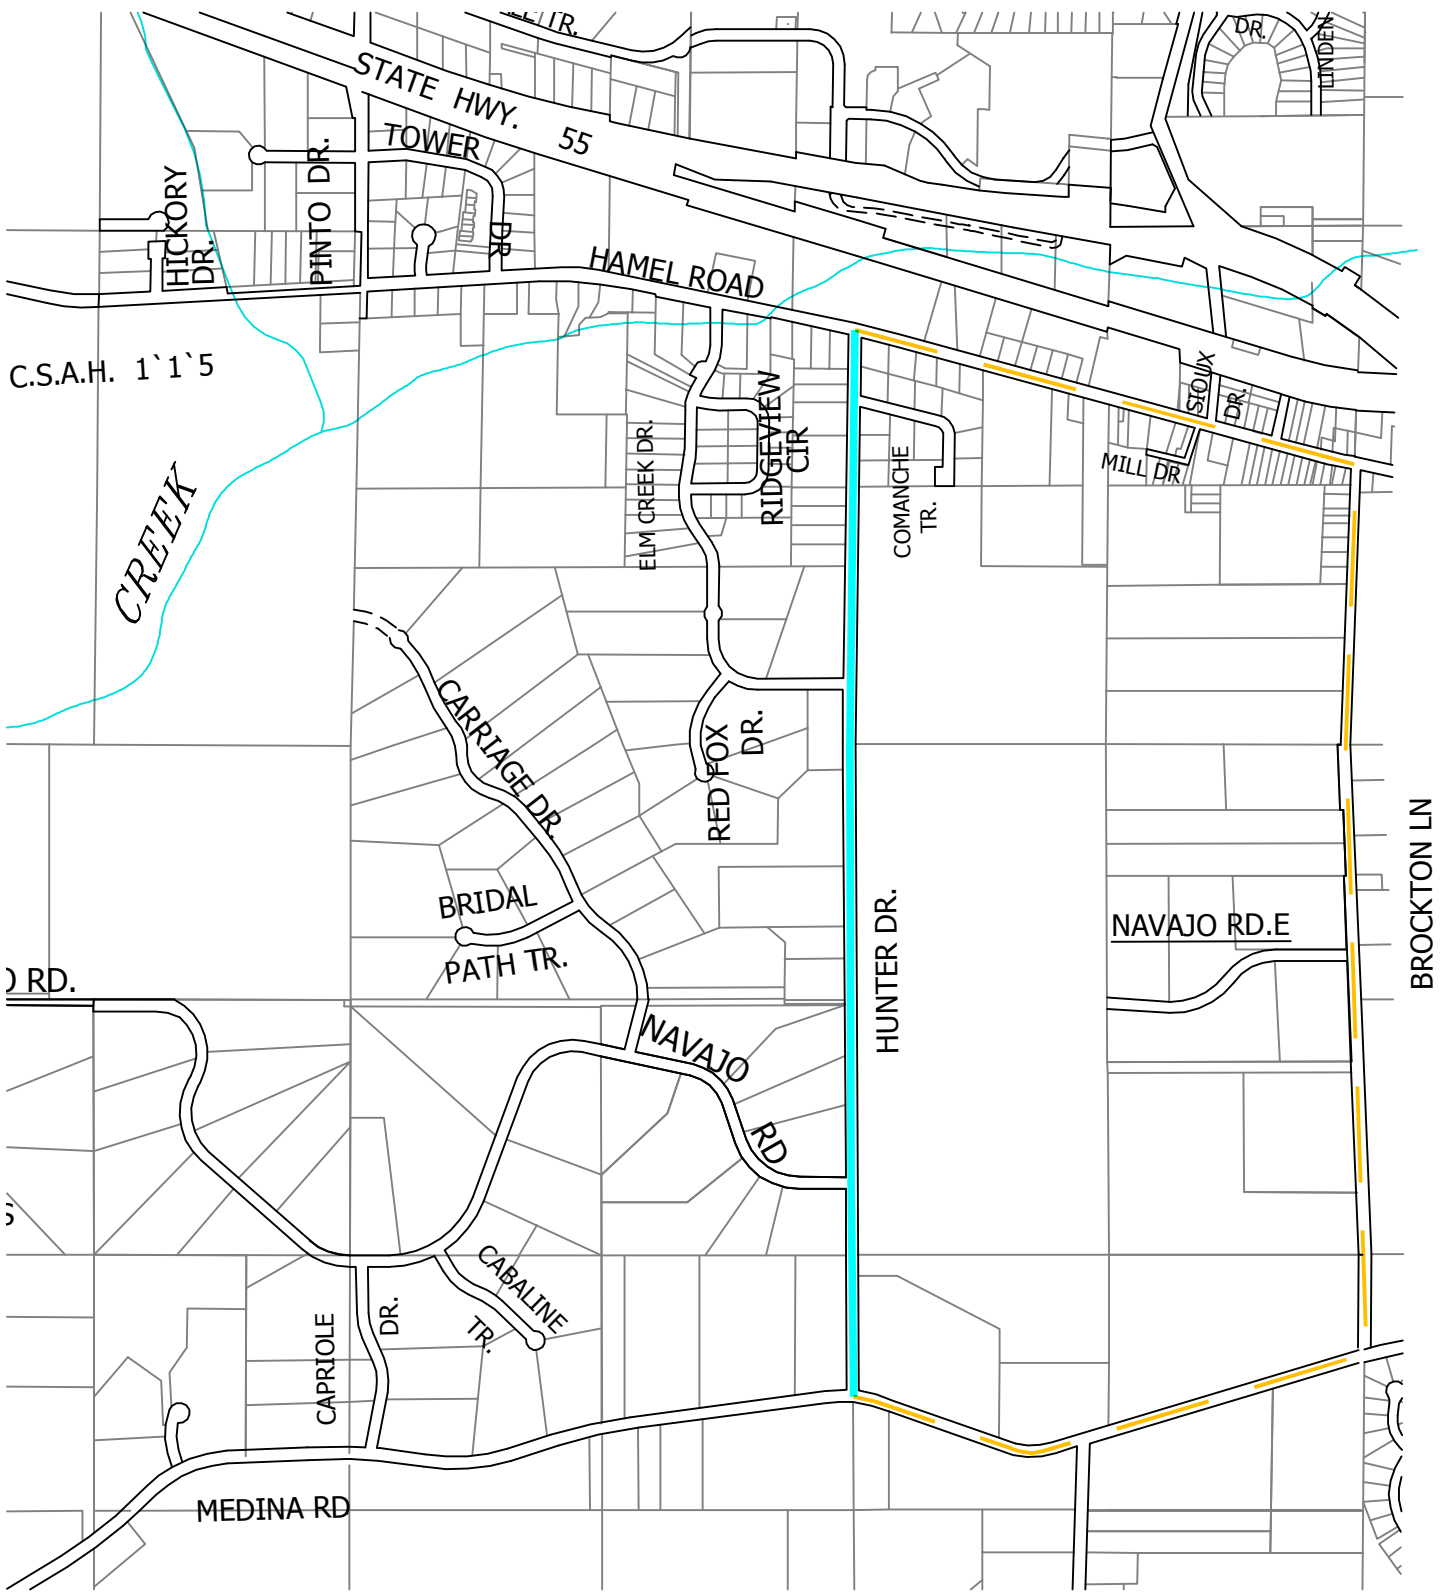 TR.
DR.
LINDEN
STATE HWY. 55
TOWER
DR
PINTO DR.
HICKORY
DR.
HAMEL ROAD
C.S.A.H. 1`1`5
SIOUX
DR.
MILL DR
RIDGEVIEW
CIR
ELM CREEK DR.
COMANCHE
TR.
CREEK
CARRIAGE DR.
RED FOX
DR.
BROCKTON LN
BRIDAL
PATH TR.
HUNTER DR.
NAVAJO RD.E
RD.
NAVAJO
RD
CABALINE
TR.
CAPRIOLE
DR.
MEDINA RD